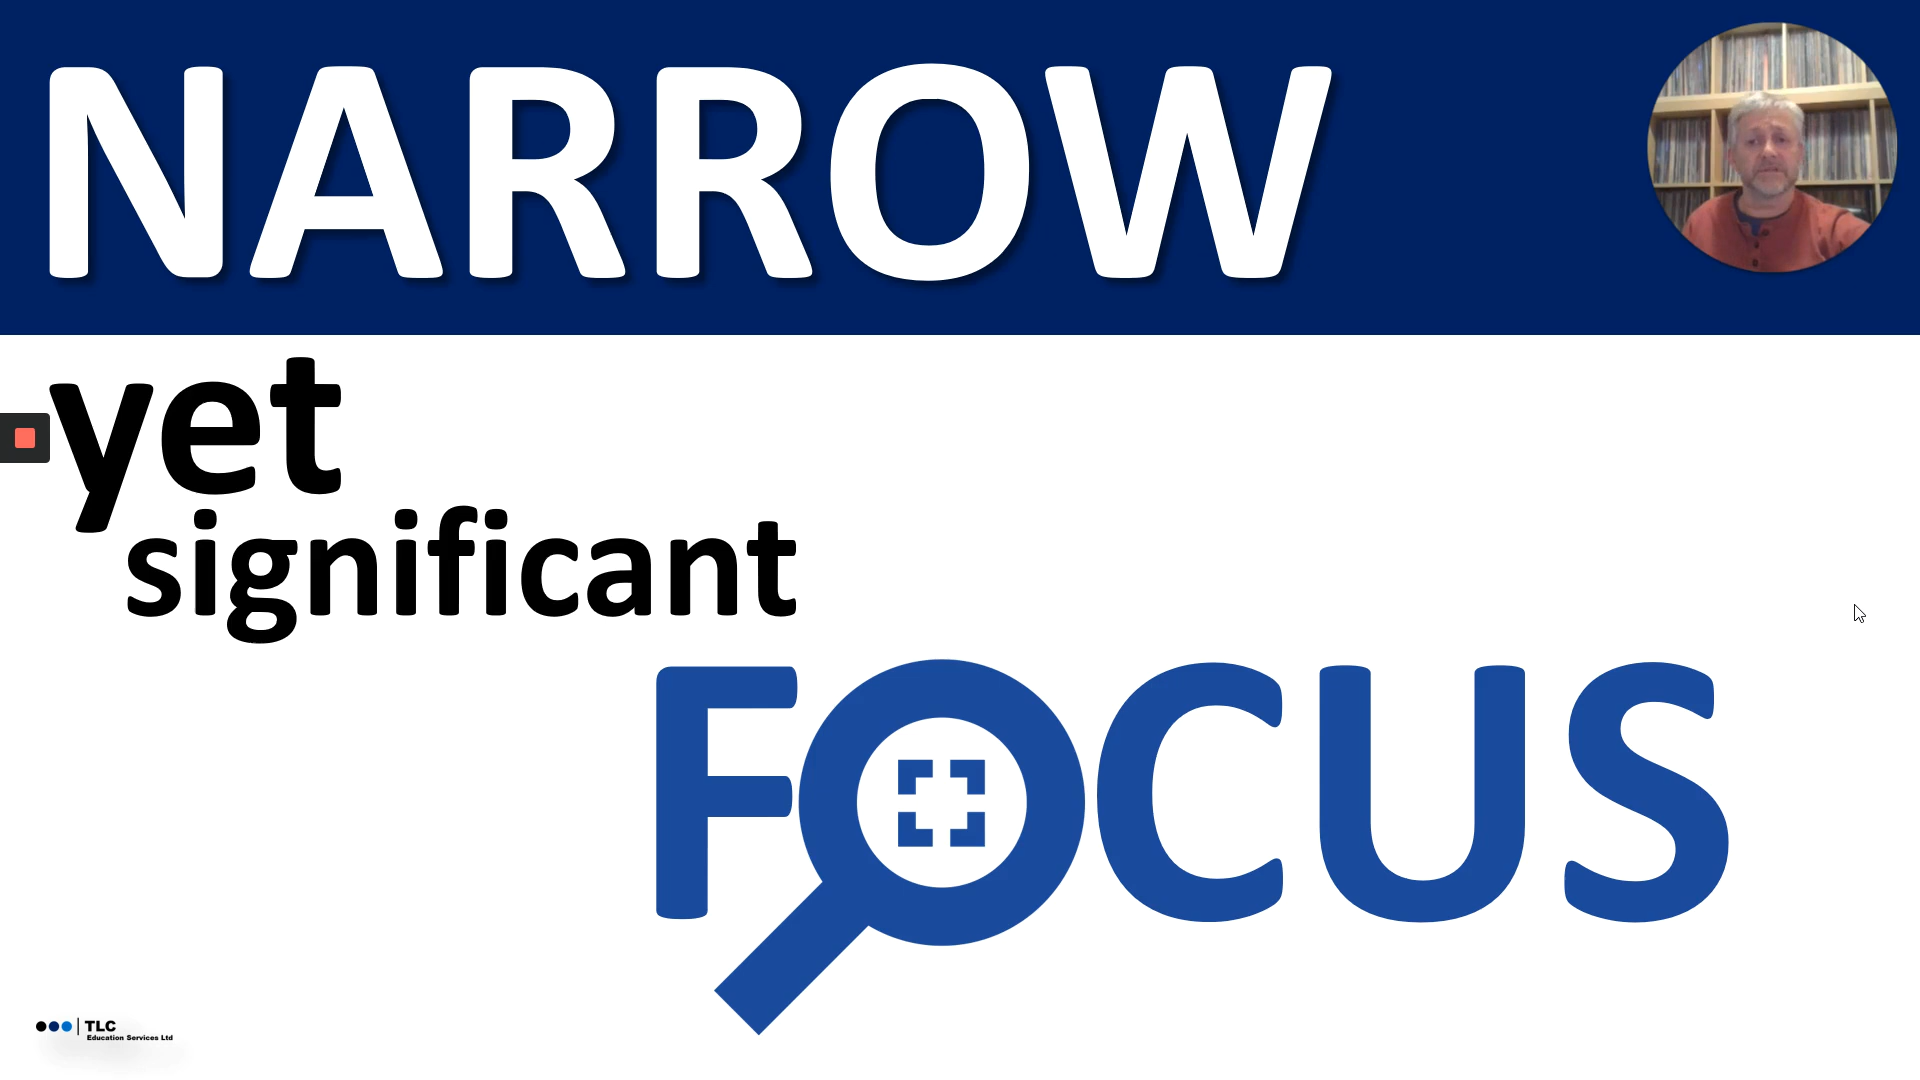 NARROW
yet
significant
FOCUS
TLC
Education Services Ltd